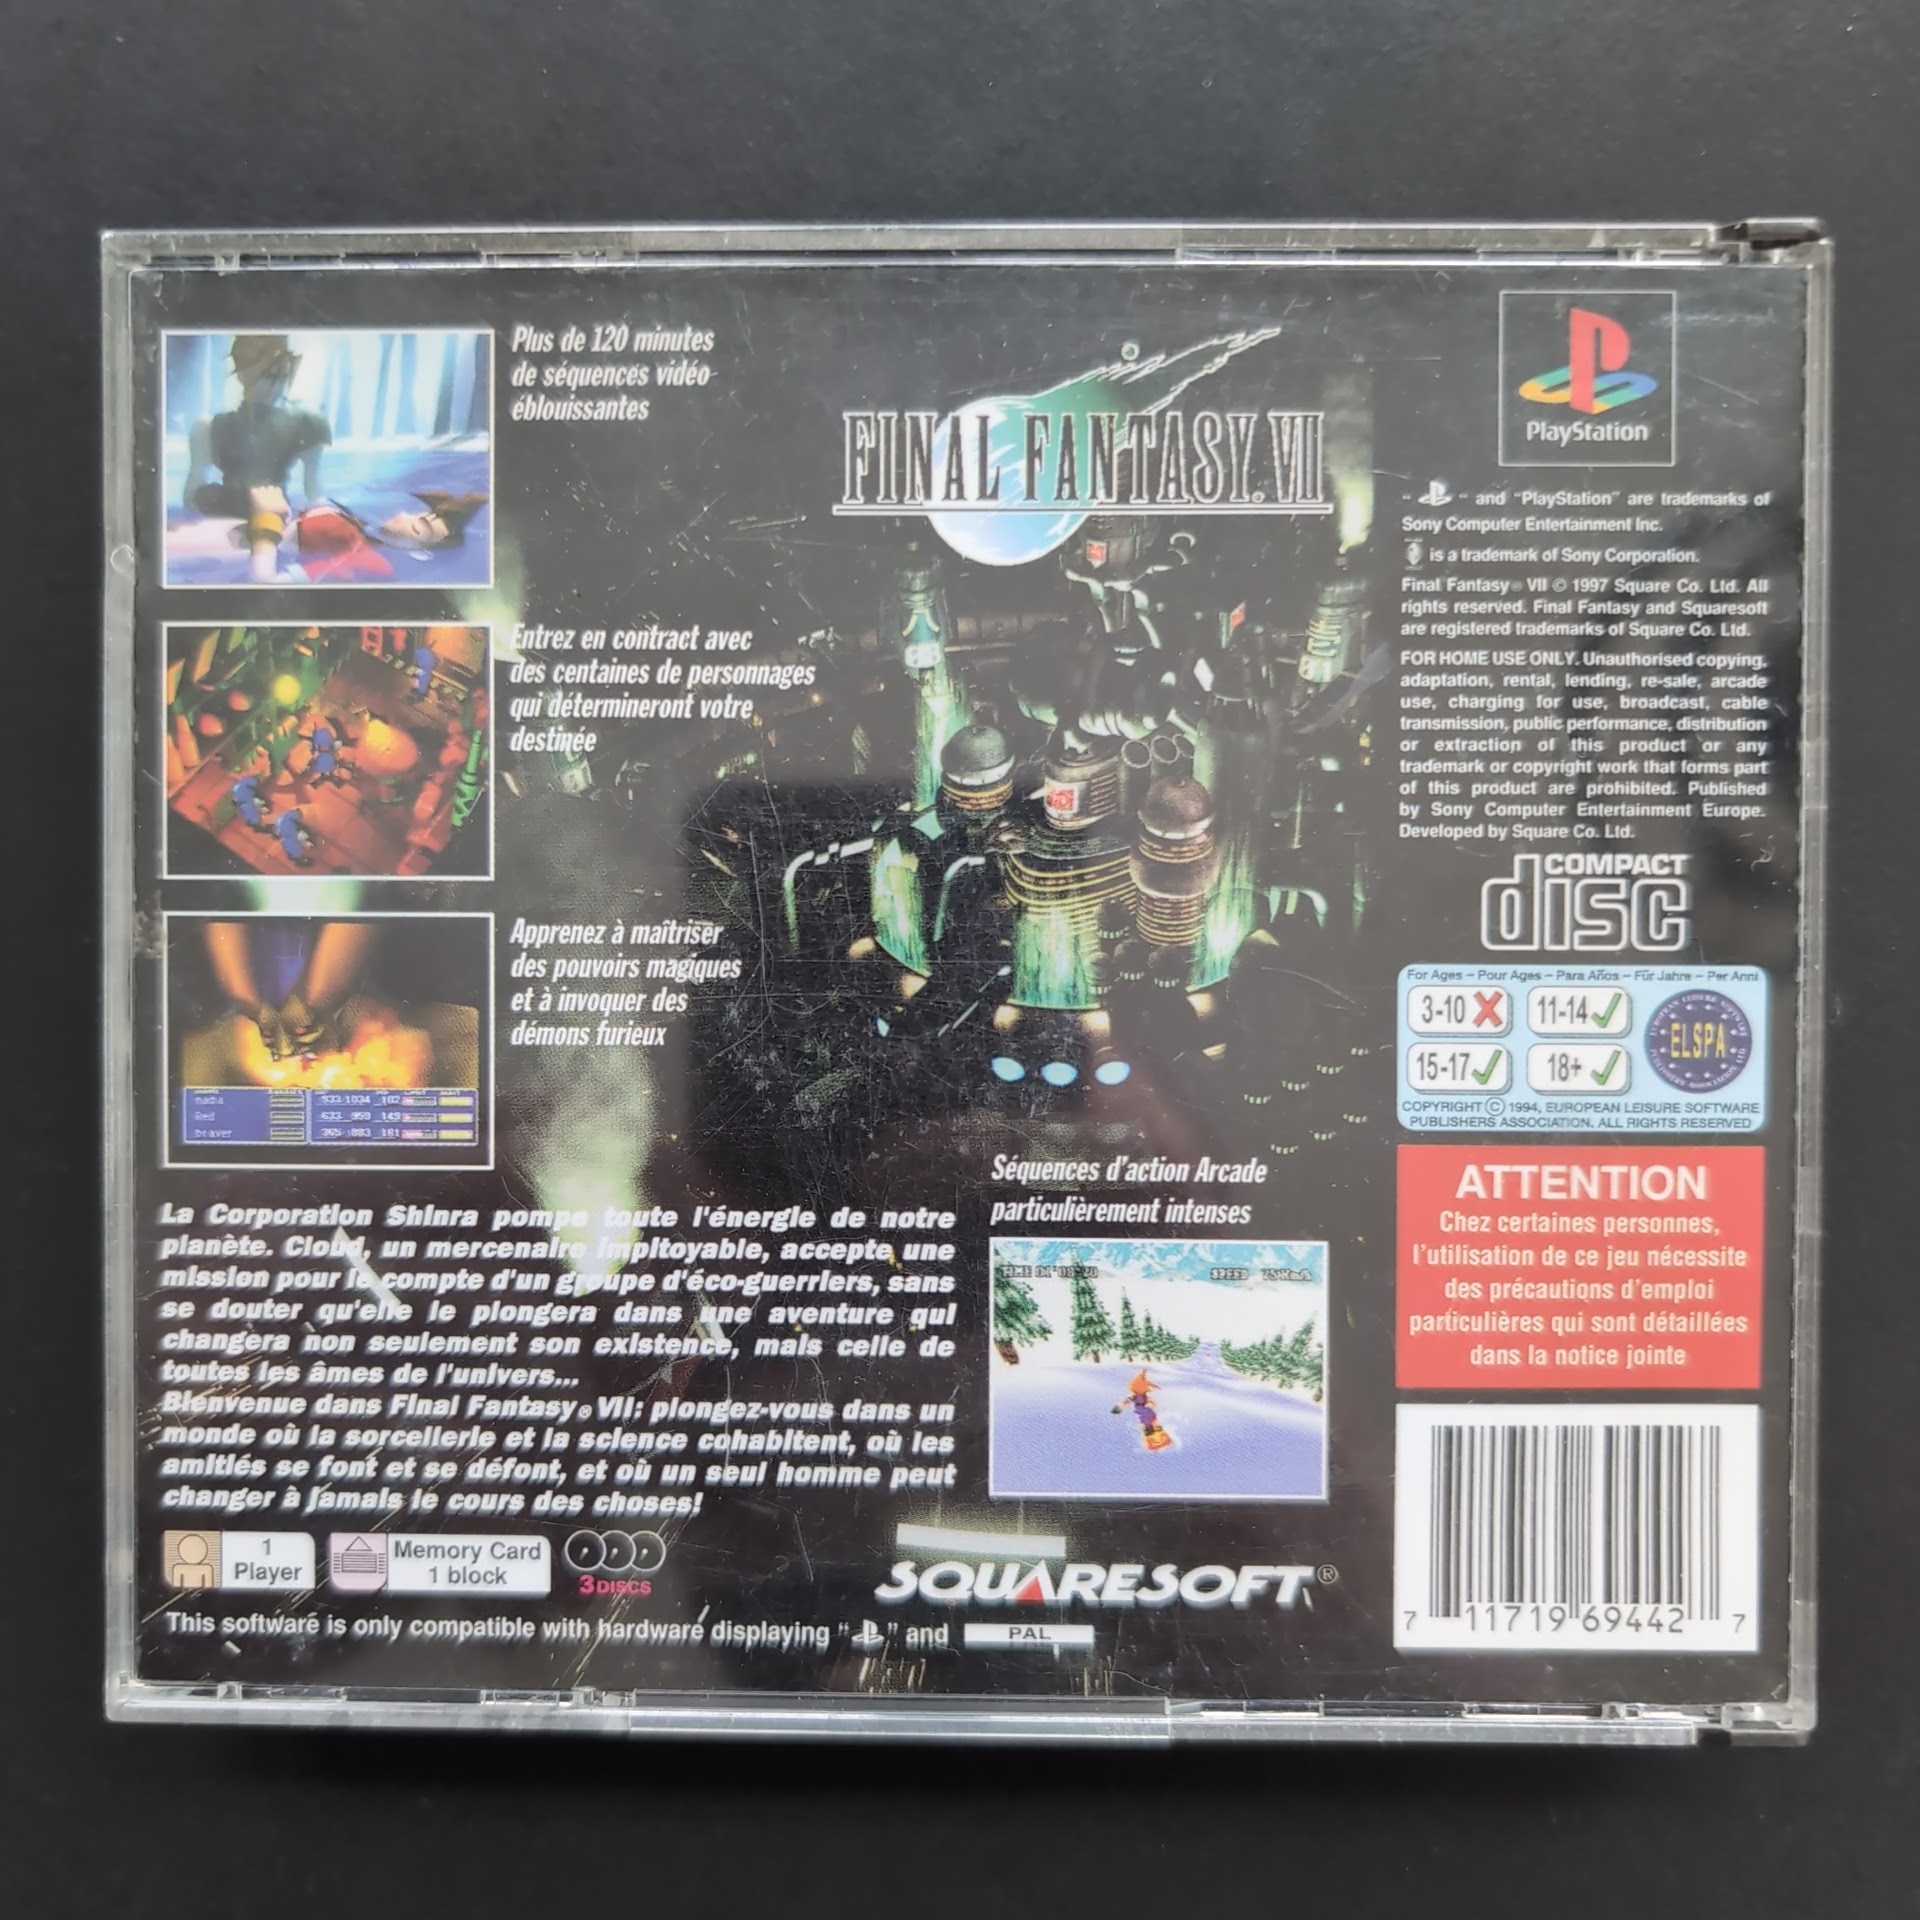 Plus de 120 minutes
de séquences vidéo
éblouissantes
FINAL FANTASY. VII
PlayStation
Entrez en contract avec
des centaines de personnages
qui détermineront votre
destinée
Apprenez à maîtriser
des pouvoirs magiques
et à invoquer des
démons furieux
933 1034 102
Red 633 959 149
braver 365 883 181
La Corporation Shinra pompe toute l'énergie de notre
planète. Cloud, un mercenaire impitoyable, accepte une
mission pour le compte d'un groupe d'éco-guerriers, sans
se douter qu'elle le plongera dans une aventure qui
changera non seulement son existence, mais celle de
toutes les âmes de l'univers...
Bienvenue dans Final Fantasy® VII: plongez-vous dans un
monde où la sorcellerie et la science cohabitent, où les
amitiés se font et se défont, et où un seul homme peut
changer à jamais le cours des choses!
Séquences d'action Arcade
particulièrement intenses
TIME
SPEED
1
Player
Memory Card
1 block
3 DISCS
SQUARESOFT®
This software is only compatible with hardware displaying " " and PAL
" " and "PlayStation" are trademarks of
Sony Computer Entertainment Inc.
is a trademark of Sony Corporation.
Final Fantasy® VII © 1997 Square Co. Ltd. All
rights reserved. Final Fantasy and Squaresoft
are registered trademarks of Square Co. Ltd.
FOR HOME USE ONLY. Unauthorised copying,
adaptation, rental, lending, re-sale, arcade
use, charging for use, broadcast, cable
transmission, public performance, distribution
or extraction of this product or any
trademark or copyright work that forms part
of this product are prohibited. Published
by Sony Computer Entertainment Europe.
Developed by Square Co. Ltd.
COMPACT
disc
For Ages – Pour Ages – Para Años – Für Jahre – Per Anni
3-10 11-14
15-17 18+
ELSPA
COPYRIGHT © 1994, EUROPEAN LEISURE SOFTWARE
PUBLISHERS ASSOCIATION. ALL RIGHTS RESERVED
ATTENTION
Chez certaines personnes,
l'utilisation de ce jeu nécessite
des précautions d'emploi
particulières qui sont détaillées
dans la notice jointe
7 11719 69442 7